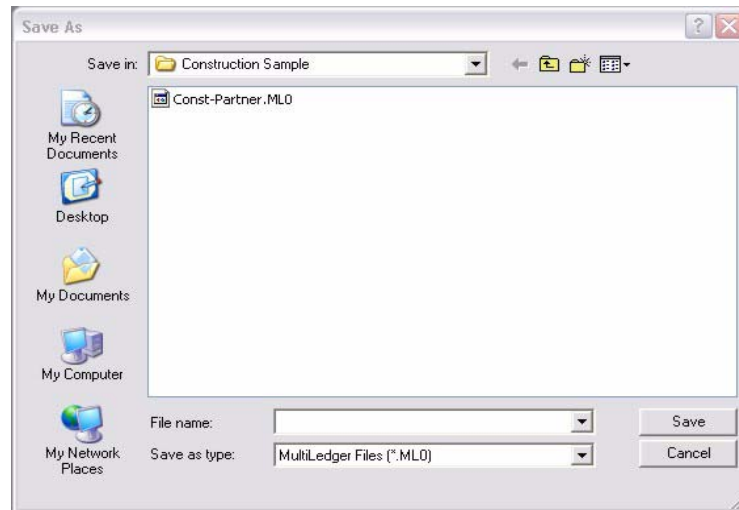 Save As
?
Save in:
Construction Sample
Const-Partner.ML0
My Recent
Documents
Desktop
My Documents
My Computer
My Network
Places
File name:
Save
Save as type:
MultiLedger Files (*.ML0)
Cancel